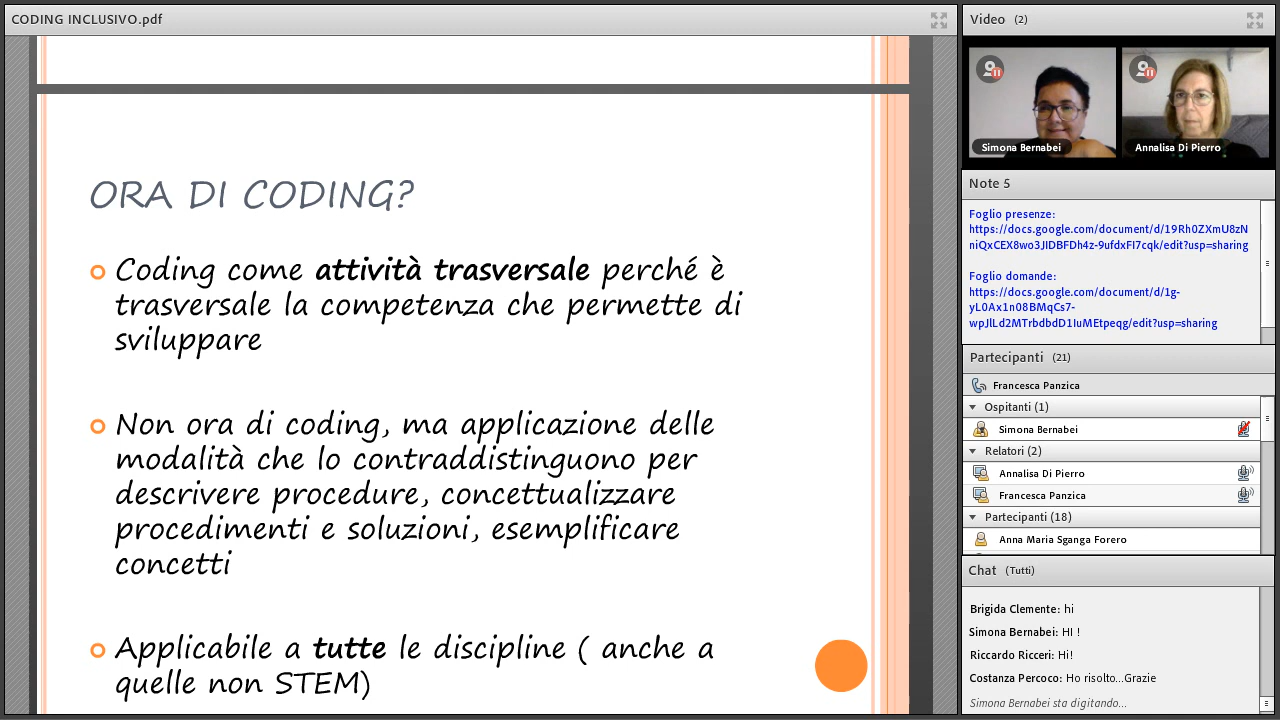 CODING INCLUSIVO.pdf
ORA DI CODING?
Coding come attività trasversale perché è
trasversale la competenza che permette di
sviluppare
Non ora di coding, ma applicazione delle
modalità che lo contraddistinguono per
descrivere procedure, concettualizzare
procedimenti e soluzioni, esemplificare
concetti
Applicabile a tutte le discipline ( anche a
quelle non STEM)
Video (2)
Simona Bernabei
Annalisa Di Pierro
Note 5
Foglio presenze:
https://docs.google.com/document/d/19Rh0ZXmU8zN
niQxCEX8wo3JIDBFDh4z-9ufdxFI7cqk/edit?usp=sharing
Foglio domande:
https://docs.google.com/document/d/1g-
yL0Ax1n08BMqCs7-
wpJlLd2MTrbdbdD1IuMEtpeqg/edit?usp=sharing
Partecipanti (21)
Francesca Panzica
Ospitanti (1)
Simona Bernabei
Relatori (2)
Annalisa Di Pierro
Francesca Panzica
Partecipanti (18)
Anna Maria Sganga Forero
Chat (Tutti)
Brigida Clemente: hi
Simona Bernabei: HI !
Riccardo Ricceri: Hi!
Costanza Percoco: Ho risolto...Grazie
Simona Bernabei sta digitando...